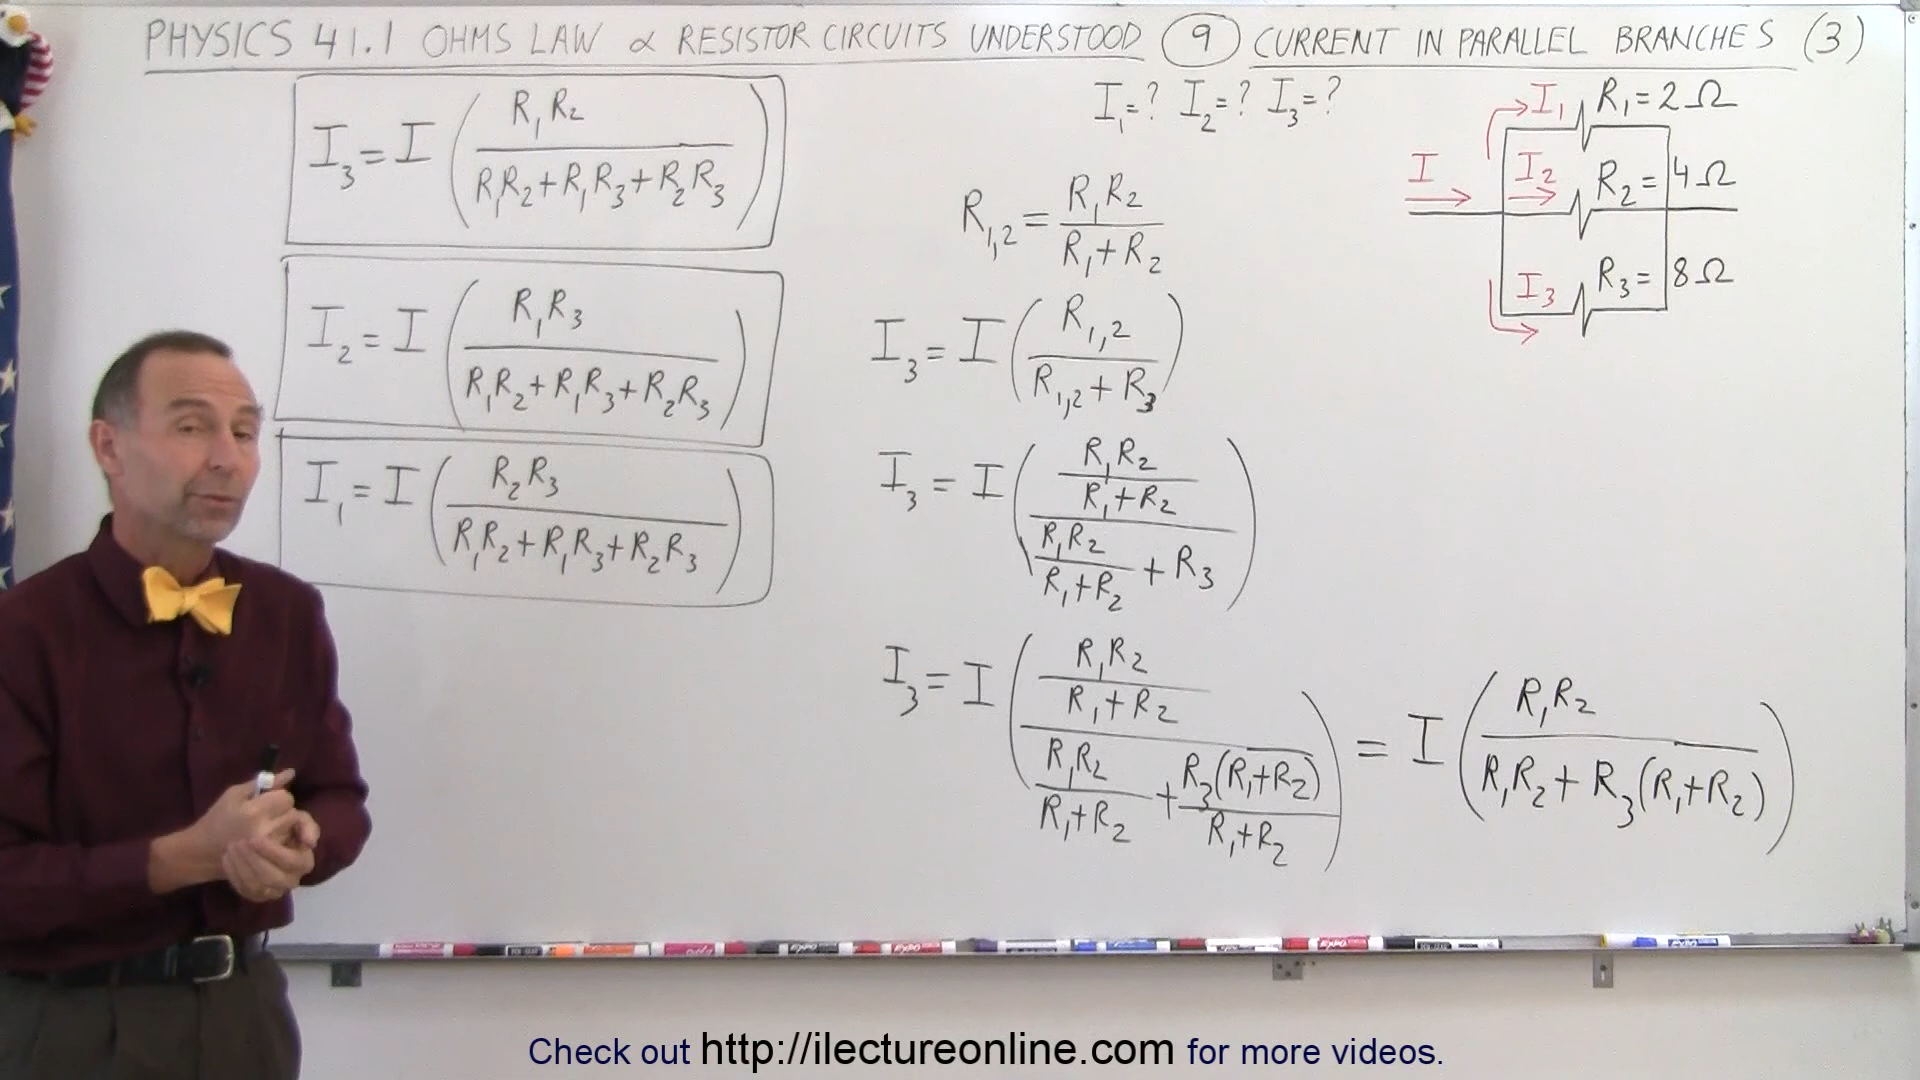 PHYSICS 41.1 OHMS LAW & RESISTOR CIRCUITS UNDERSTOOD (9) CURRENT IN PARALLEL BRANCHES (3)
I₃ = I ( R₁R₂ / R₁R₂ + R₁R₃ + R₂R₃ )
I₂ = I ( R₁R₃ / R₁R₂ + R₁R₃ + R₂R₃ )
I₁ = I ( R₂R₃ / R₁R₂ + R₁R₃ + R₂R₃ )
I₁ = ? I₂ = ? I₃ = ?
R₁,₂ = R₁R₂ / R₁ + R₂
I₃ = I ( R₁,₂ / R₁,₂ + R₃ )
I₃ = I ( (R₁R₂ / R₁ + R₂) / (R₁R₂ / R₁ + R₂ + R₃) )
I₃ = I ( (R₁R₂ / R₁ + R₂) / (R₁R₂ / R₁ + R₂ + R₃(R₁ + R₂) / R₁ + R₂) ) = I ( R₁R₂ / R₁R₂ + R₃(R₁ + R₂) )
I₁ R₁ = 2 Ω
I I₂ R₂ = 4 Ω
I₃ R₃ = 8 Ω
Check out http://ilectureonline.com for more videos.